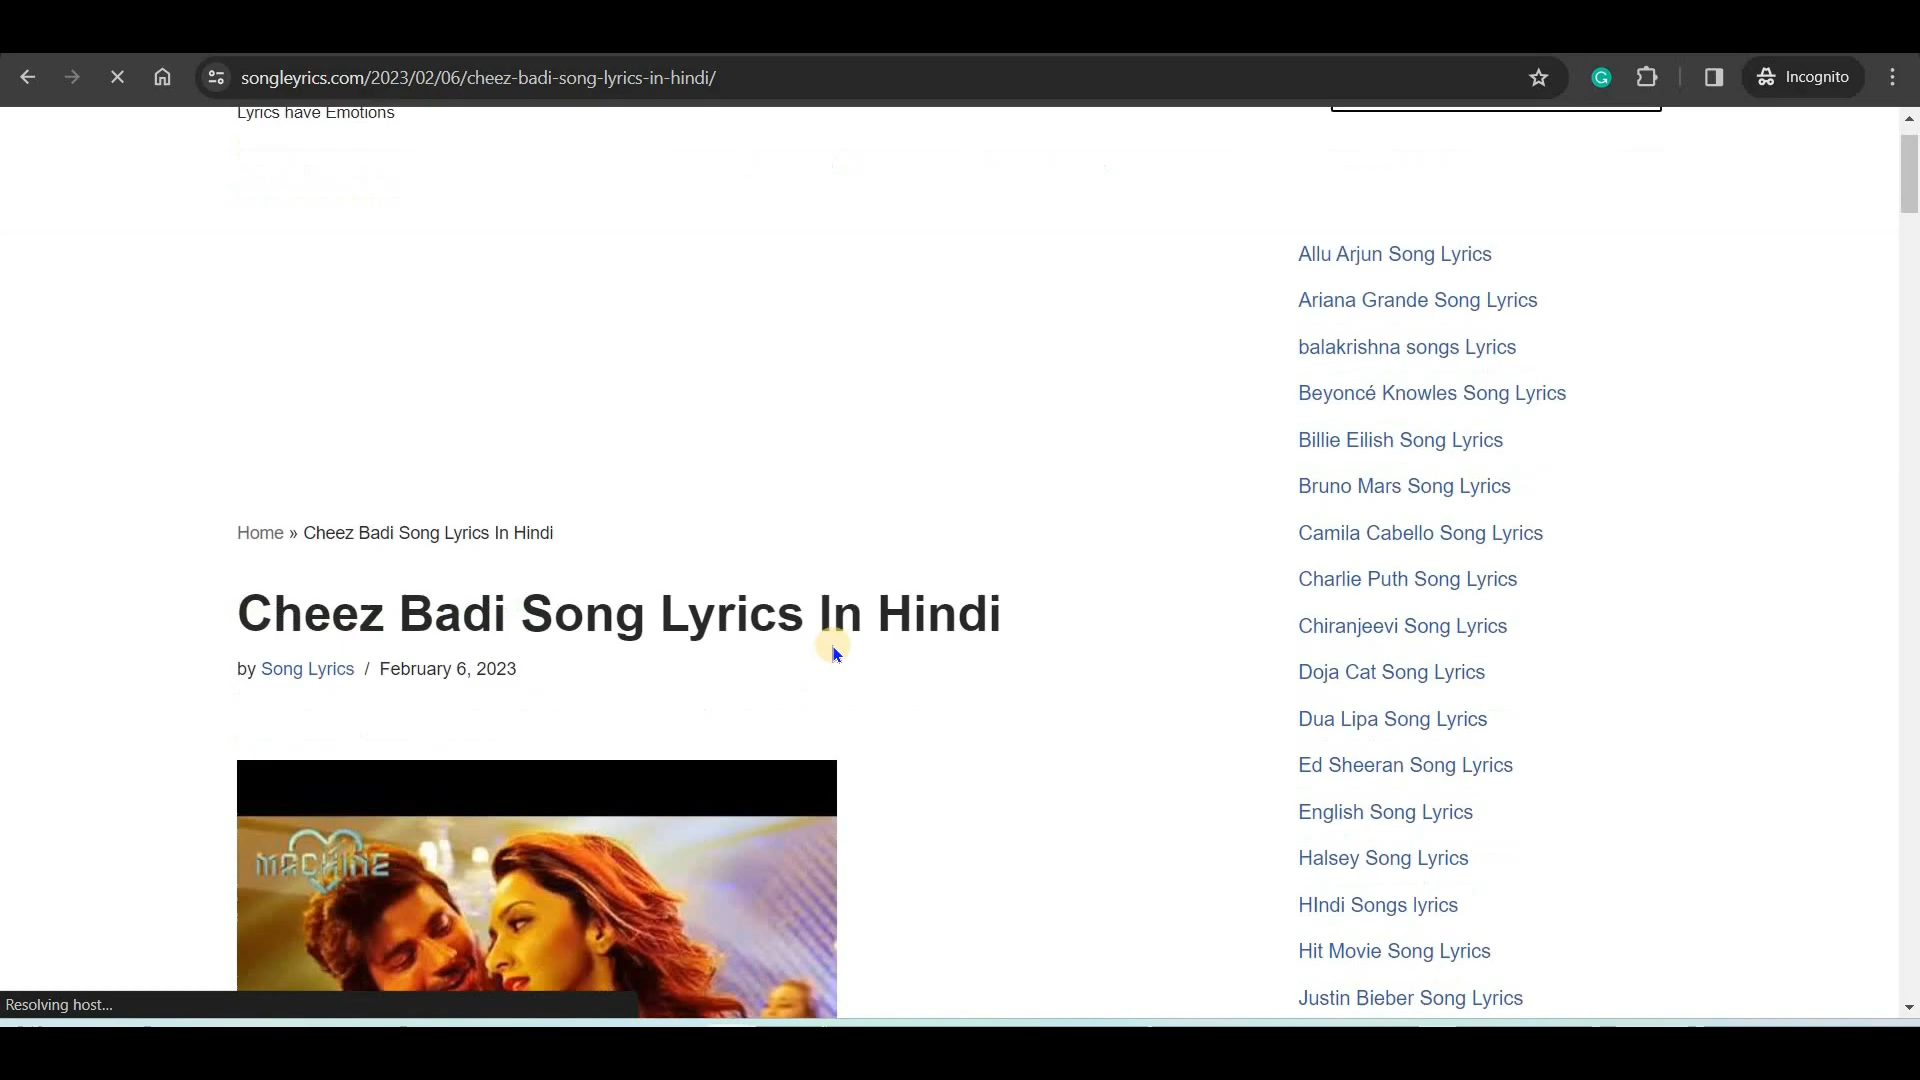 songleyrics.com/2023/02/06/cheez-badi-song-lyrics-in-hindi/
Incognito
Lyrics have Emotions
Home » Cheez Badi Song Lyrics In Hindi
Cheez Badi Song Lyrics In Hindi
by Song Lyrics / February 6, 2023
MACHINE
Allu Arjun Song Lyrics
Ariana Grande Song Lyrics
balakrishna songs Lyrics
Beyoncé Knowles Song Lyrics
Billie Eilish Song Lyrics
Bruno Mars Song Lyrics
Camila Cabello Song Lyrics
Charlie Puth Song Lyrics
Chiranjeevi Song Lyrics
Doja Cat Song Lyrics
Dua Lipa Song Lyrics
Ed Sheeran Song Lyrics
English Song Lyrics
Halsey Song Lyrics
HIndi Songs lyrics
Hit Movie Song Lyrics
Justin Bieber Song Lyrics
Resolving host...